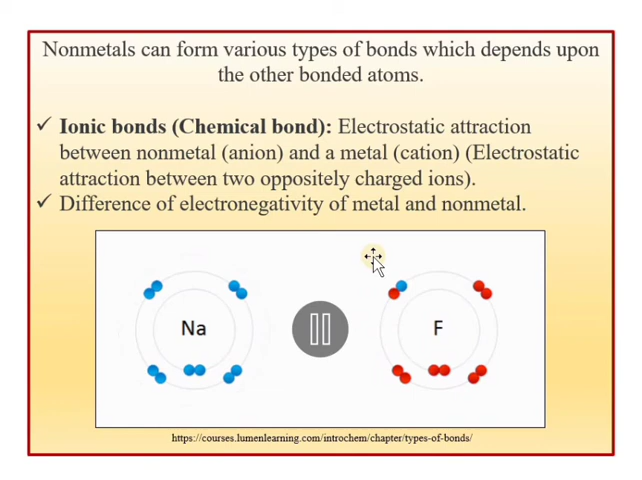 Nonmetals can form various types of bonds which depends upon
the other bonded atoms.
✓ Ionic bonds (Chemical bond): Electrostatic attraction
between nonmetal (anion) and a metal (cation) (Electrostatic
attraction between two oppositely charged ions).
✓ Difference of electronegativity of metal and nonmetal.
Na
F
https://courses.lumenlearning.com/introchem/chapter/types-of-bonds/